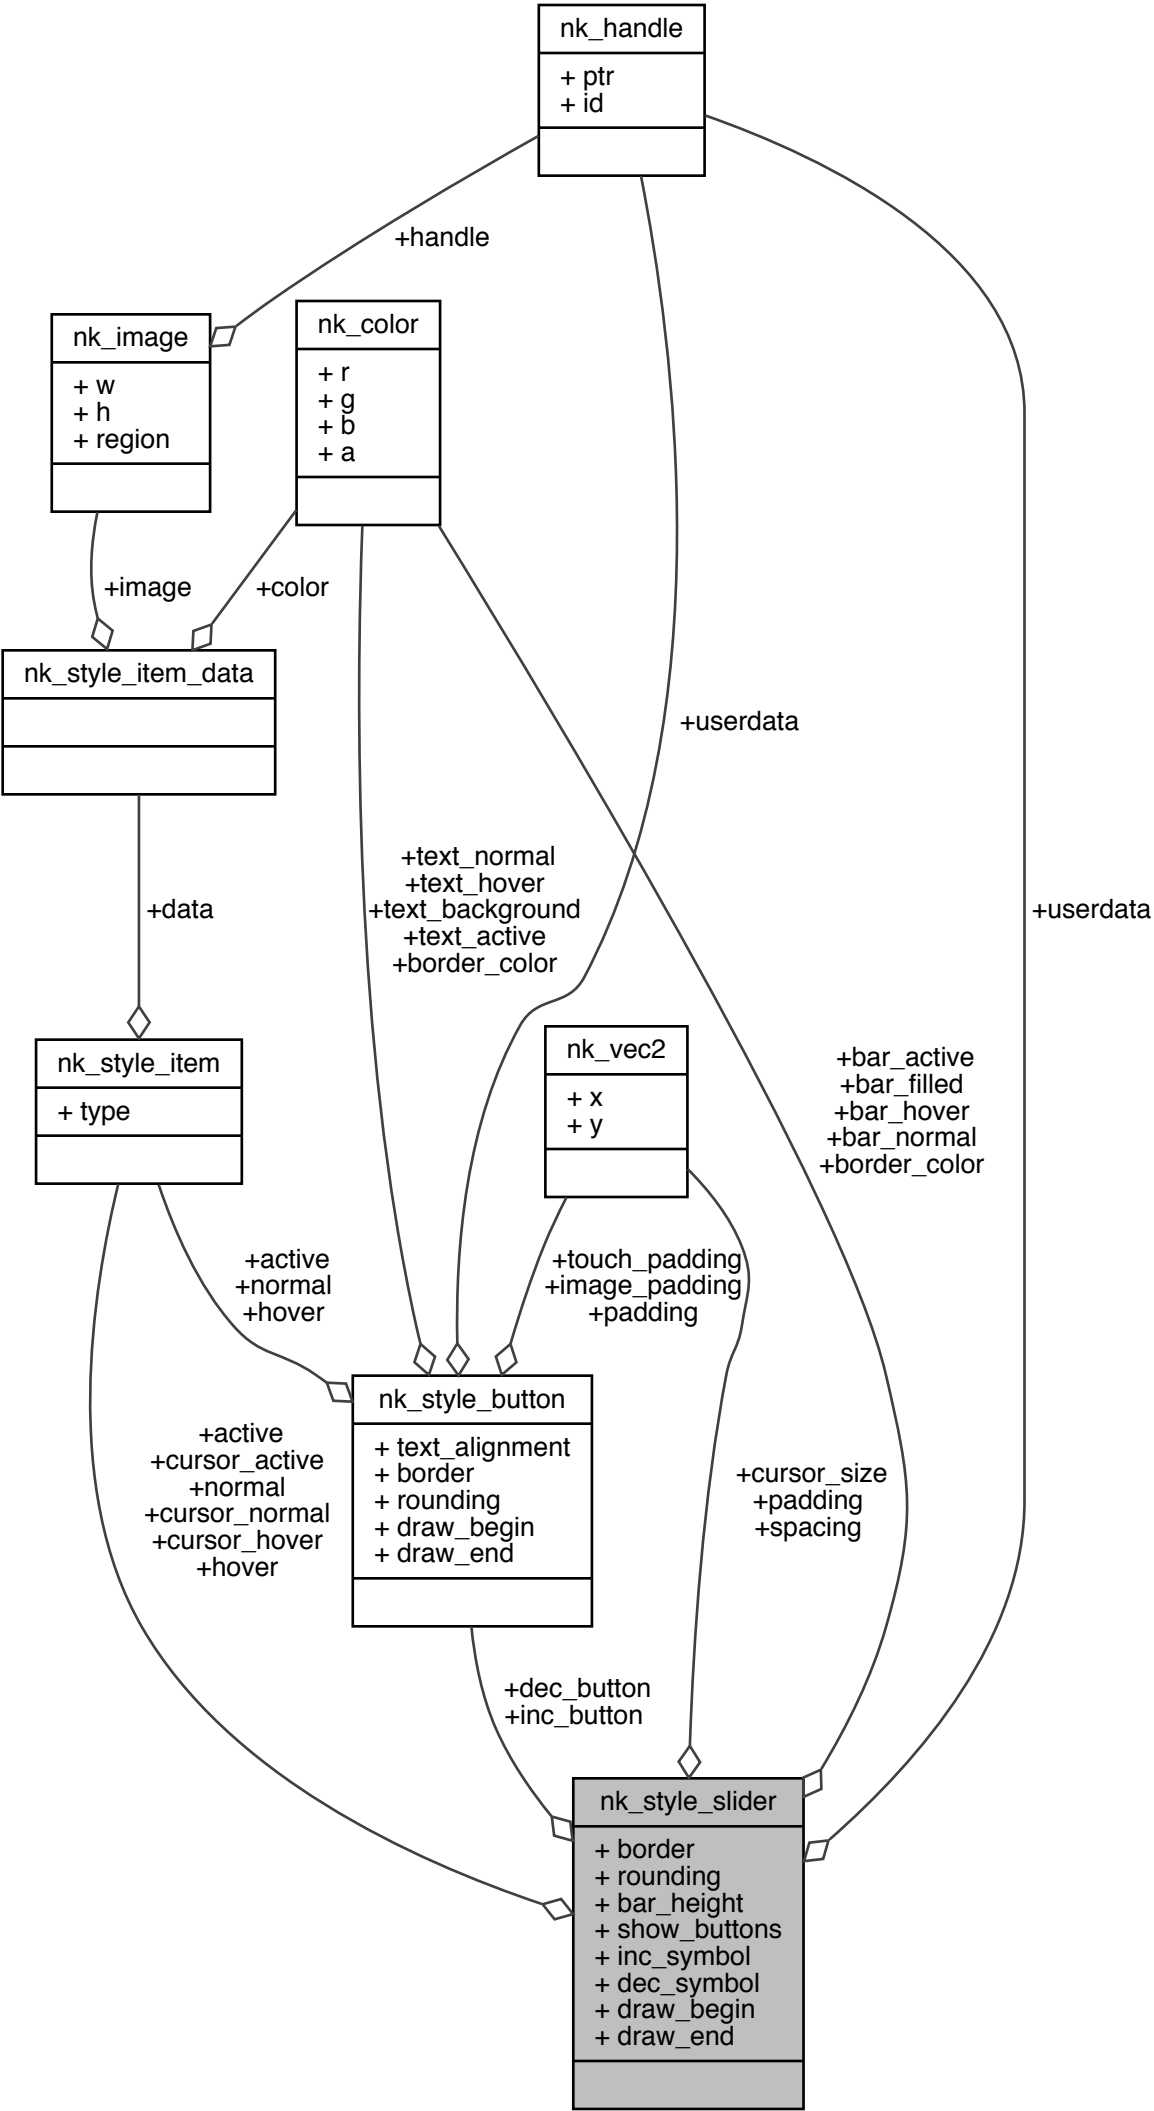 nk_handle
+ ptr
+ id
+handle
nk_image
+ w
+ h
+ region
nk_color
+ r
+ g
+ b
+ a
+image
+color
nk_style_item_data
+userdata
+text_normal
+text_hover
+text_background
+text_active
+border_color
+data
+userdata
nk_style_item
+ type
nk_vec2
+ x
+ y
+bar_active
+bar_filled
+bar_hover
+bar_normal
+border_color
+active
+normal
+hover
+touch_padding
+image_padding
+padding
nk_style_button
+ text_alignment
+ border
+ rounding
+ draw_begin
+ draw_end
+active
+cursor_active
+normal
+cursor_normal
+cursor_hover
+hover
+cursor_size
+padding
+spacing
+dec_button
+inc_button
nk_style_slider
+ border
+ rounding
+ bar_height
+ show_buttons
+ inc_symbol
+ dec_symbol
+ draw_begin
+ draw_end